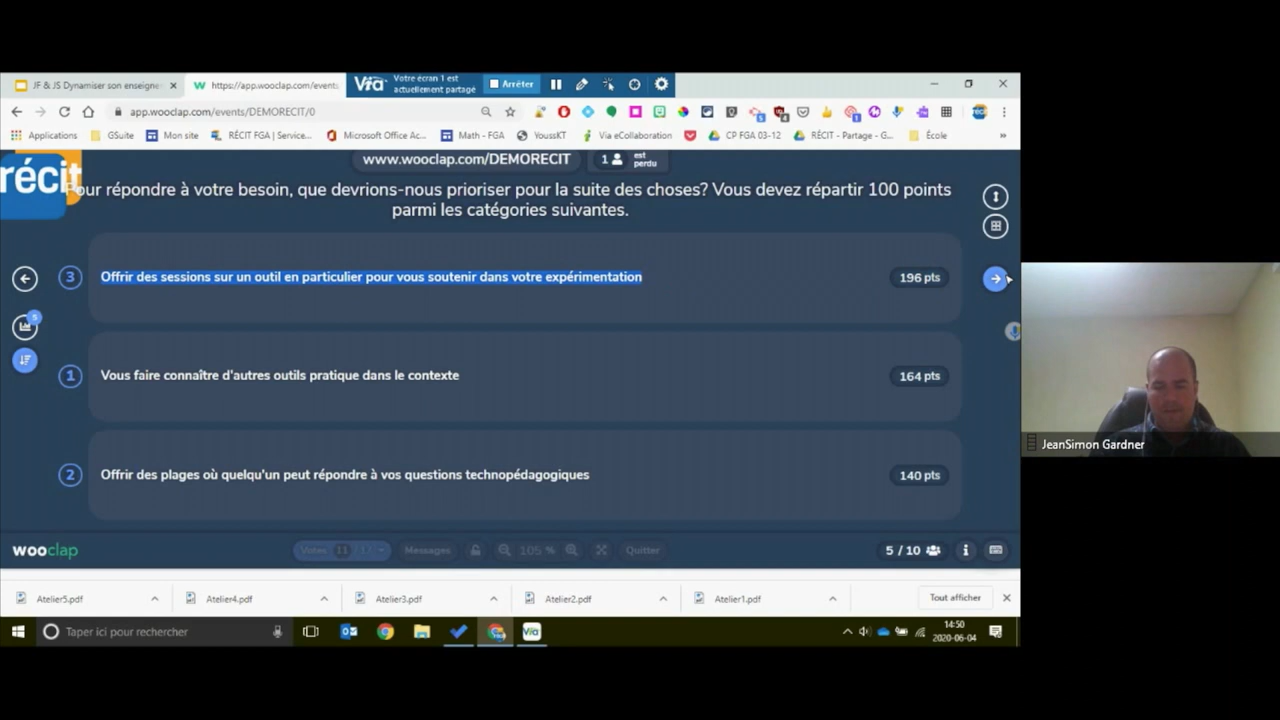 JF & JS Dynamiser son enseigne
https://app.wooclap.com/events
Via
Votre écran 1 est
actuellement partagé
Arrêter
app.wooclap.com/events/DEMORECIT/0
Applications
GSuite
Mon site
RÉCIT FGA | Service...
Microsoft Office Ac...
Math - FGA
YoussKT
Via eCollaboration
CP FGA 03-12
RÉCIT - Partage - G...
École
»
récit
www.wooclap.com/DEMORECIT
1
est
perdu
Pour répondre à votre besoin, que devrions-nous prioriser pour la suite des choses? Vous devez répartir 100 points
parmi les catégories suivantes.
3
Offrir des sessions sur un outil en particulier pour vous soutenir dans votre expérimentation
196 pts
5
1
Vous faire connaître d'autres outils pratique dans le contexte
164 pts
2
Offrir des plages où quelqu'un peut répondre à vos questions technopédagogiques
140 pts
JeanSimon Gardner
wooclap
Votes 11
Messages
105 %
Quitter
5 / 10
Atelier5.pdf
Atelier4.pdf
Atelier3.pdf
Atelier2.pdf
Atelier1.pdf
Tout afficher
Taper ici pour rechercher
Via
14:50
2020-06-04